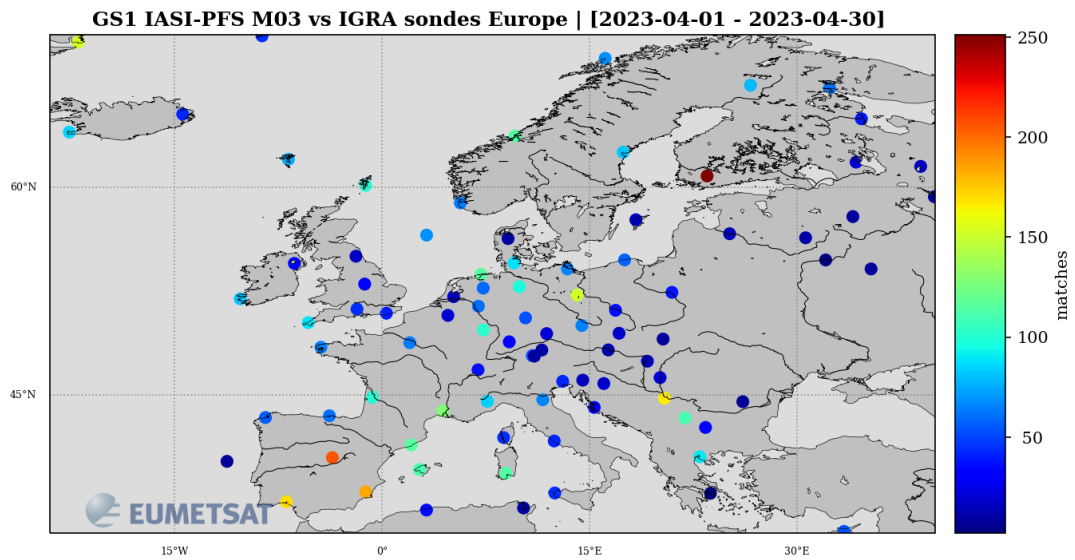 GS1 IASI-PFS M03 vs IGRA sondes Europe | [2023-04-01 - 2023-04-30]
250
200
150
100
50
matches
60°N
45°N
EUMETSAT
15°W
0°
15°E
30°E